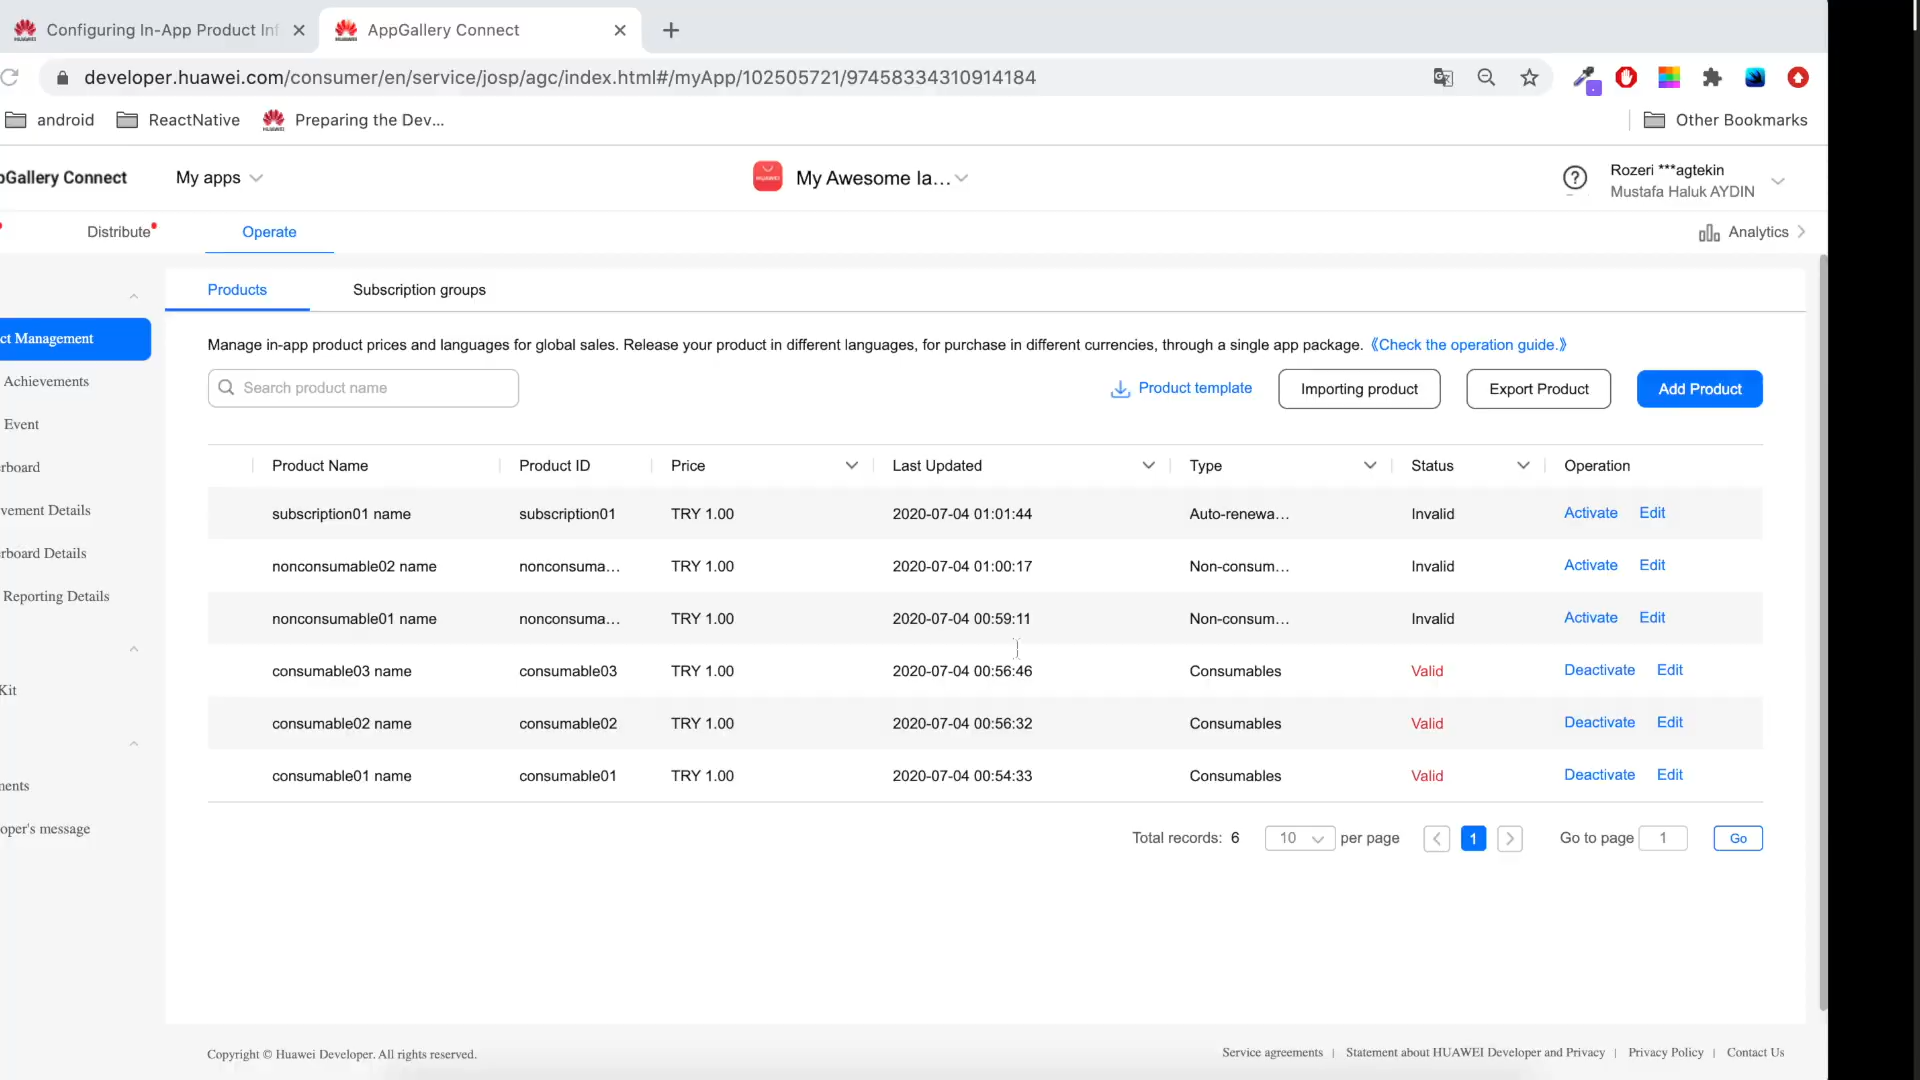 Configuring In-App Product Inf
AppGallery Connect
developer.huawei.com/consumer/en/service/josp/agc/index.html#/myApp/102505721/97458334310914184
android
ReactNative
Preparing the Dev...
Other Bookmarks
pGallery Connect
My apps
My Awesome la...
Rozeri ***agtekin
Mustafa Haluk AYDIN
Distribute
Operate
Analytics
Products
Subscription groups
ct Management
Achievements
Event
rboard
vement Details
rboard Details
Reporting Details
Kit
nents
oper's message
Manage in-app product prices and languages for global sales. Release your product in different languages, for purchase in different currencies, through a single app package. 《Check the operation guide.》
Search product name
Product template
Importing product
Export Product
Add Product
Product Name Product ID Price Last Updated Type Status Operation
subscription01 name subscription01 TRY 1.00 2020-07-04 01:01:44 Auto-renewa... Invalid Activate Edit
nonconsumable02 name nonconsuma... TRY 1.00 2020-07-04 01:00:17 Non-consum... Invalid Activate Edit
nonconsumable01 name nonconsuma... TRY 1.00 2020-07-04 00:59:11 Non-consum... Invalid Activate Edit
consumable03 name consumable03 TRY 1.00 2020-07-04 00:56:46 Consumables Valid Deactivate Edit
consumable02 name consumable02 TRY 1.00 2020-07-04 00:56:32 Consumables Valid Deactivate Edit
consumable01 name consumable01 TRY 1.00 2020-07-04 00:54:33 Consumables Valid Deactivate Edit
Total records: 6 10 per page 1 Go to page 1 Go
Copyright © Huawei Developer. All rights reserved.
Service agreements | Statement about HUAWEI Developer and Privacy | Privacy Policy | Contact Us